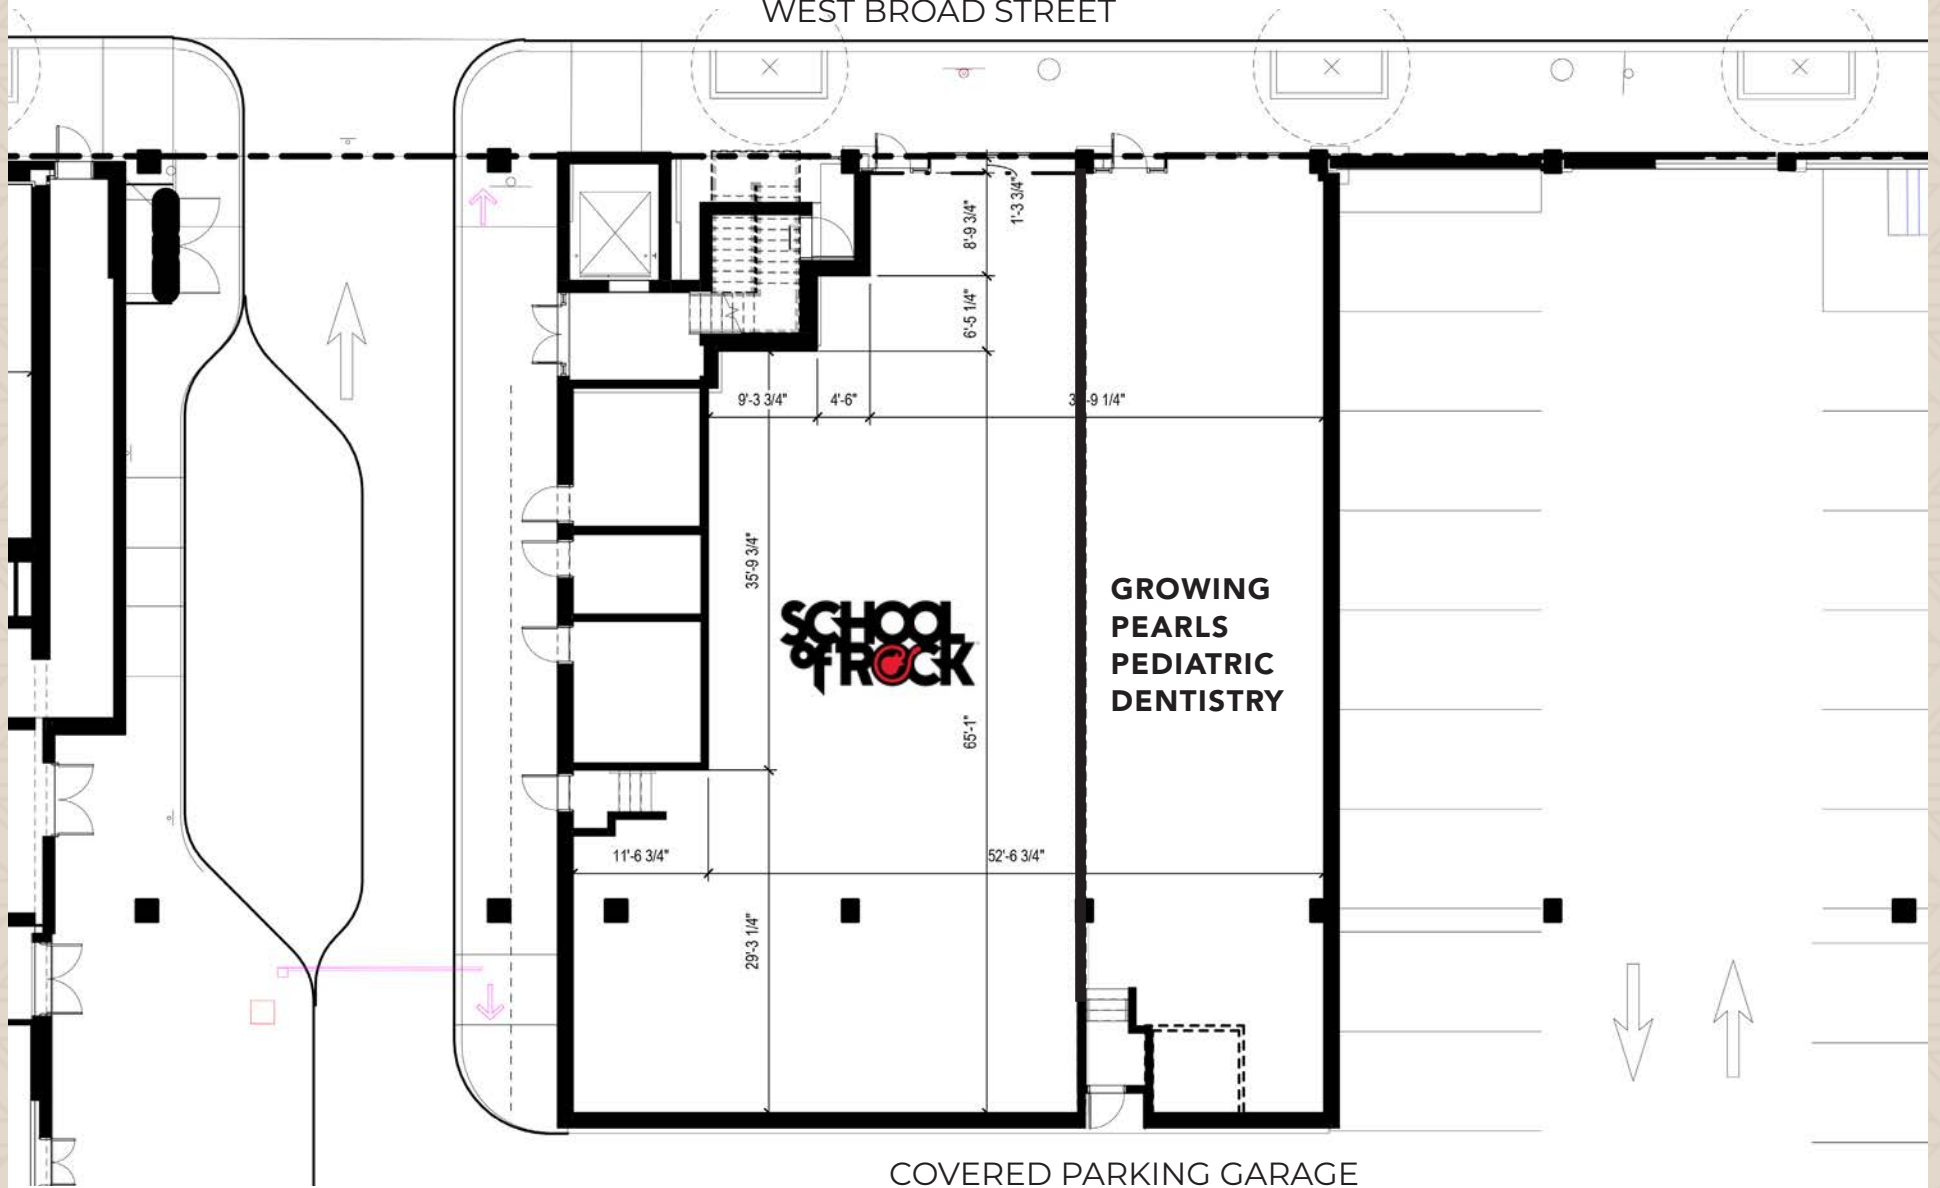 WEST BROAD STREET
1'-3 3/4"
8'-9 3/4"
6'-5 1/4"
9'-3 3/4"
4'-6"
-9 1/4"
35'-9 3/4"
SCHOOL
of ROCK
GROWING
PEARLS
PEDIATRIC
DENTISTRY
65'-1"
11'-6 3/4"
52'-6 3/4"
29'-3 1/4"
COVERED PARKING GARAGE